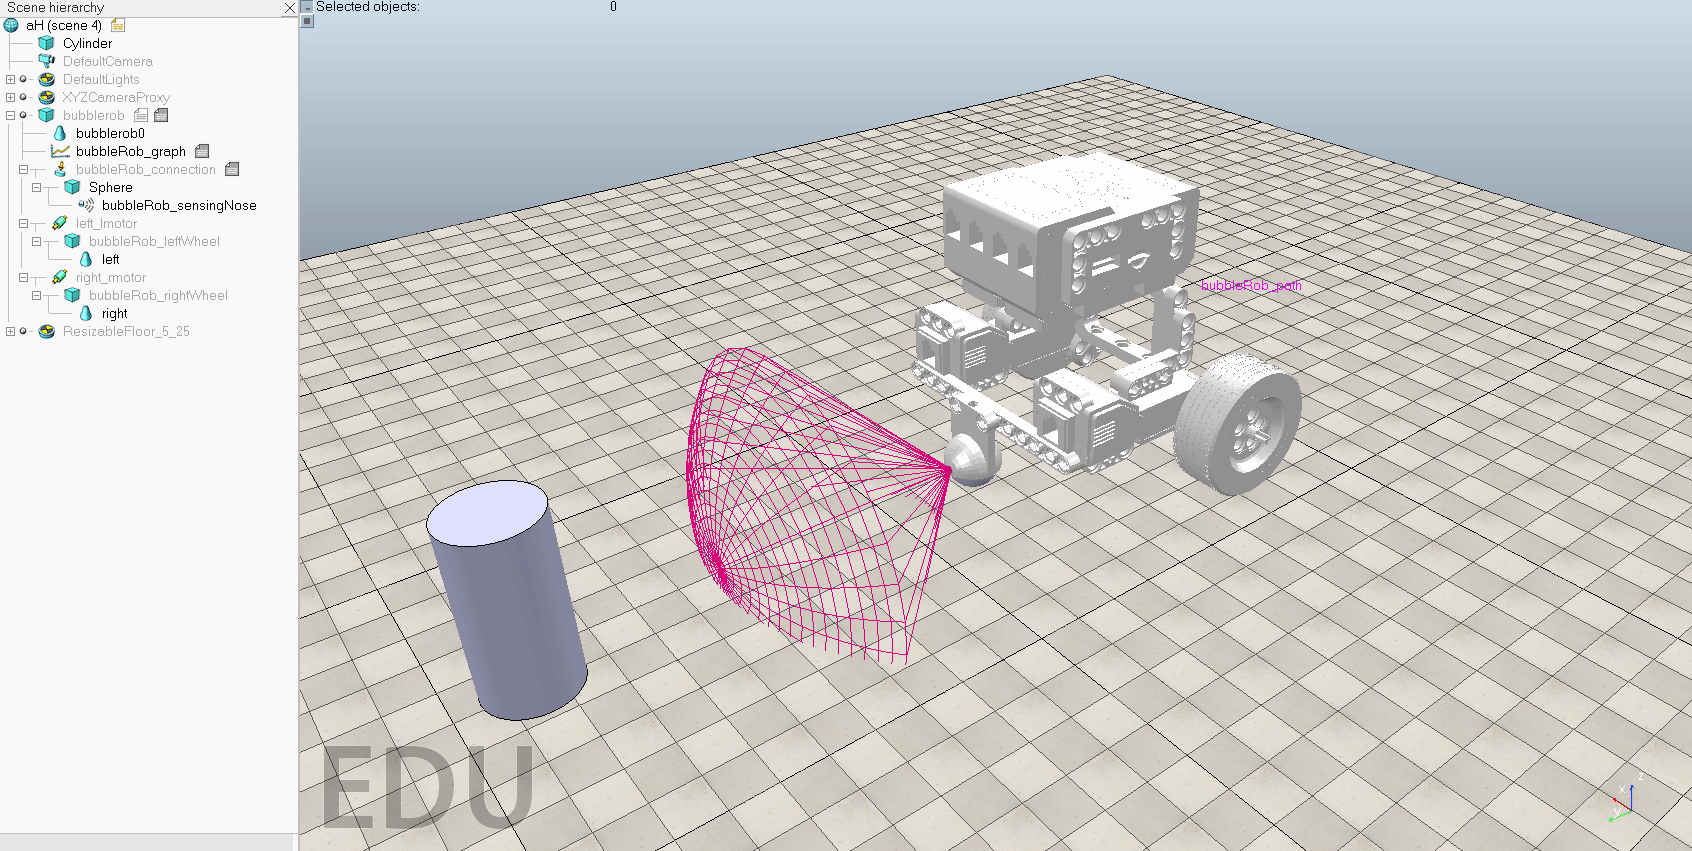 Scene hierarchy
Selected objects: 0
aH (scene 4)
Cylinder
DefaultCamera
DefaultLights
XYZCameraProxy
bubblerob
bubblerob0
bubbleRob_graph
bubbleRob_connection
Sphere
bubbleRob_sensingNose
left_lmotor
bubbleRob_leftWheel
left
right_rmotor
bubbleRob_rightWheel
right
ResizableFloor_5_25
bubbleRob_path
EDU
z
x
y